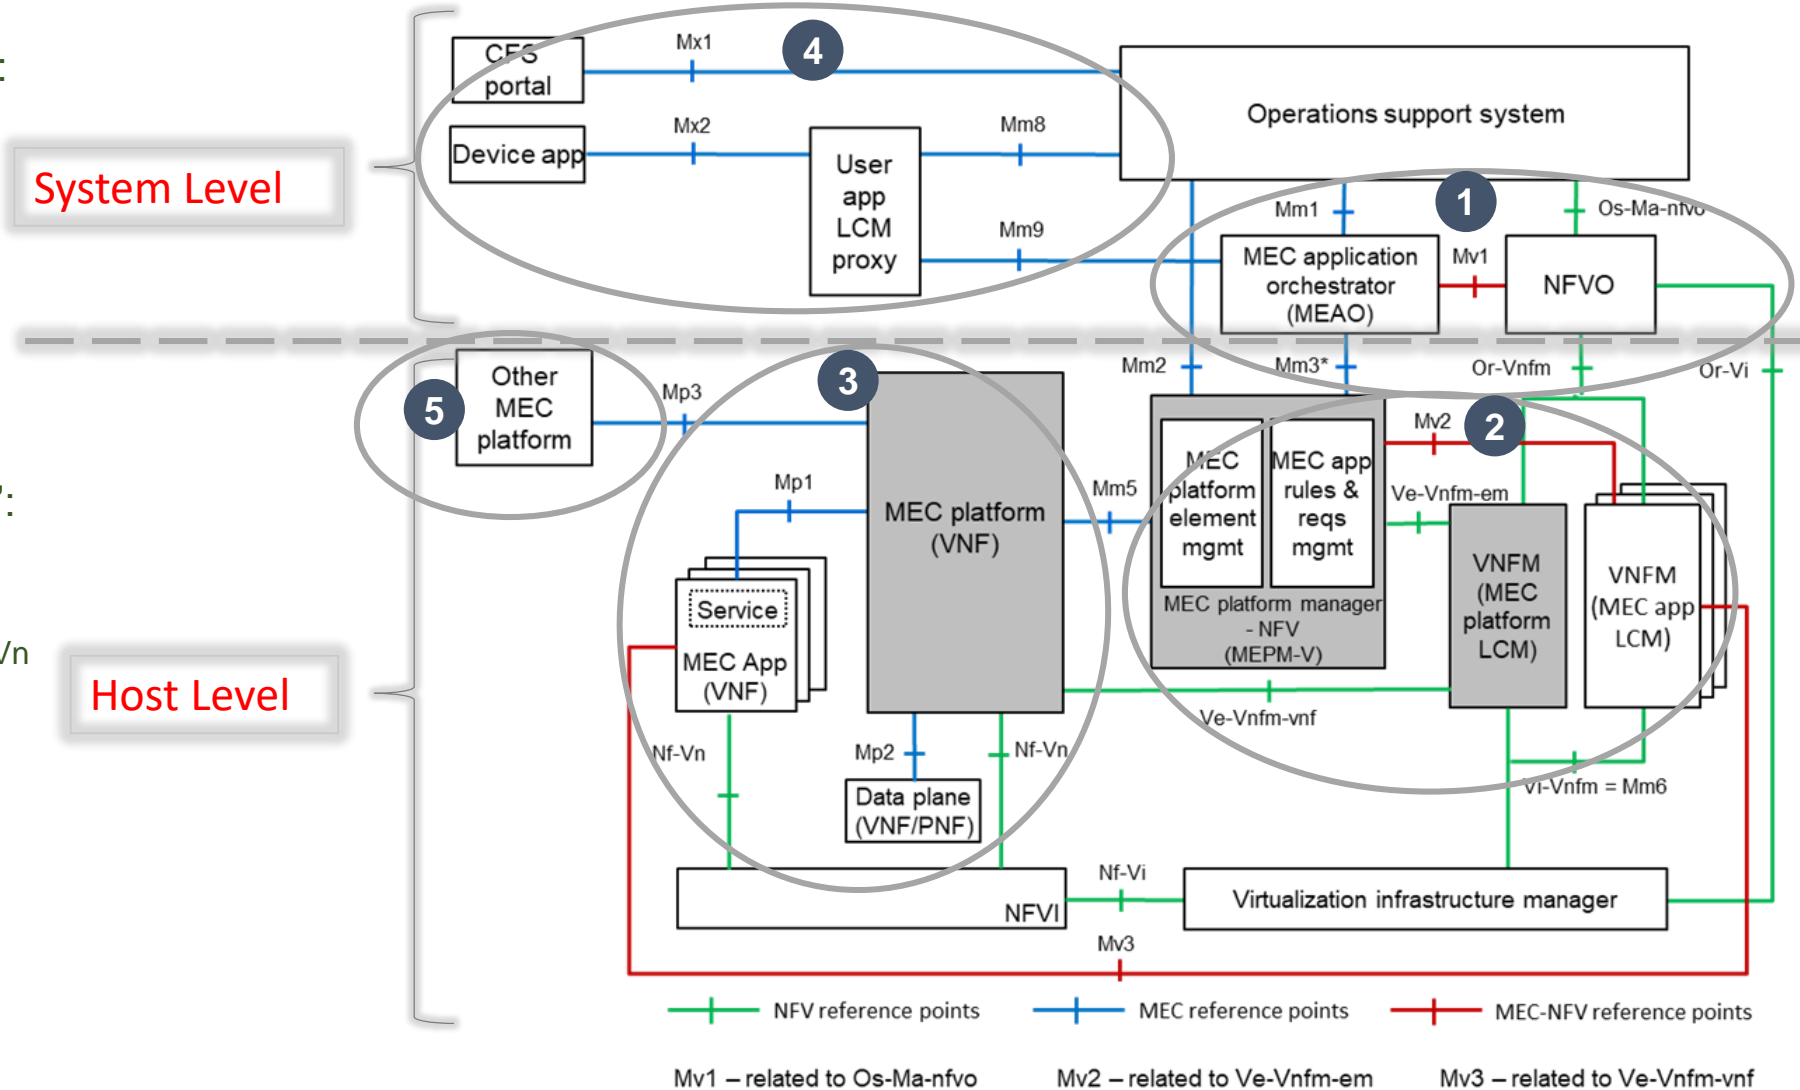 :
System Level
CFS
portal
Mx1
4
Operations support system
Device app
Mx2
User
app
LCM
proxy
Mm8
Mm9
Mm1
1
Os-Ma-nfvo
MEC application
orchestrator
(MEAO)
Mv1
NFVO
Other
MEC
platform
5
Mp3
3
Mm2
Mm3*
Or-Vnfm
Or-Vi
Mv2
2
Mp1
MEC platform
(VNF)
Mm5
MEC
platform
element
mgmt
MEC app
rules &
reqs
mgmt
MEC platform manager
- NFV
(MEPM-V)
Ve-Vnfm-em
VNFM
(MEC
platform
LCM)
VNFM
(MEC app
LCM)
':
Vn
Host Level
Service
MEC App
(VNF)
Ve-Vnfm-vnf
Nf-Vn
Mp2
Nf-Vn
Vi-Vnfm = Mm6
Data plane
(VNF/PNF)
NFVI
Nf-Vi
Virtualization infrastructure manager
Mv3
NFV reference points
MEC reference points
MEC-NFV reference points
Mv1 – related to Os-Ma-nfvo
Mv2 – related to Ve-Vnfm-em
Mv3 – related to Ve-Vnfm-vnf